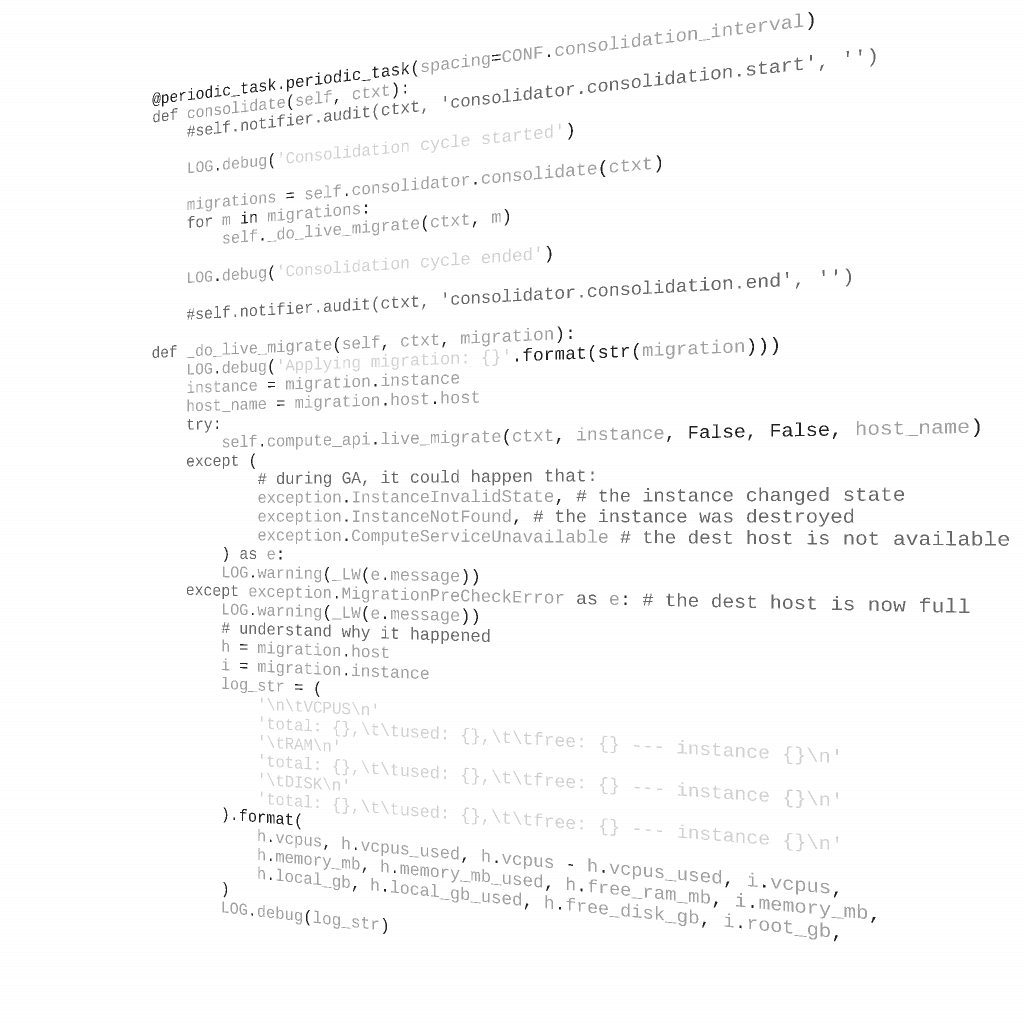 @periodic_task.periodic_task(spacing=CONF.consolidation_interval)
def consolidate(self, ctxt):
    #self.notifier.audit(ctxt, 'consolidator.consolidation.start', '')

    LOG.debug('Consolidation cycle started')

    migrations = self.consolidator.consolidate(ctxt)
    for m in migrations:
        self._do_live_migrate(ctxt, m)

    LOG.debug('Consolidation cycle ended')

    #self.notifier.audit(ctxt, 'consolidator.consolidation.end', '')

def _do_live_migrate(self, ctxt, migration):
    LOG.debug('Applying migration: {}'.format(str(migration)))
    instance = migration.instance
    host_name = migration.host.host
    try:
        self.compute_api.live_migrate(ctxt, instance, False, False, host_name)
    except (
            # during GA, it could happen that:
            exception.InstanceInvalidState, # the instance changed state
            exception.InstanceNotFound, # the instance was destroyed
            exception.ComputeServiceUnavailable # the dest host is not available
        ) as e:
        LOG.warning(_LW(e.message))
    except exception.MigrationPreCheckError as e: # the dest host is now full
        LOG.warning(_LW(e.message))
        # understand why it happened
        h = migration.host
        i = migration.instance
        log_str = (
            '\n\tVCPUS\n'
            'total: {},\t\tused: {},\t\tfree: {} --- instance {}\n'
            '\tRAM\n'
            'total: {},\t\tused: {},\t\tfree: {} --- instance {}\n'
            '\tDISK\n'
            'total: {},\t\tused: {},\t\tfree: {} --- instance {}\n'
        ).format(
            h.vcpus, h.vcpus_used, h.vcpus - h.vcpus_used, i.vcpus,
            h.memory_mb, h.memory_mb_used, h.free_ram_mb, i.memory_mb,
            h.local_gb, h.local_gb_used, h.free_disk_gb, i.root_gb,
        )
        LOG.debug(log_str)